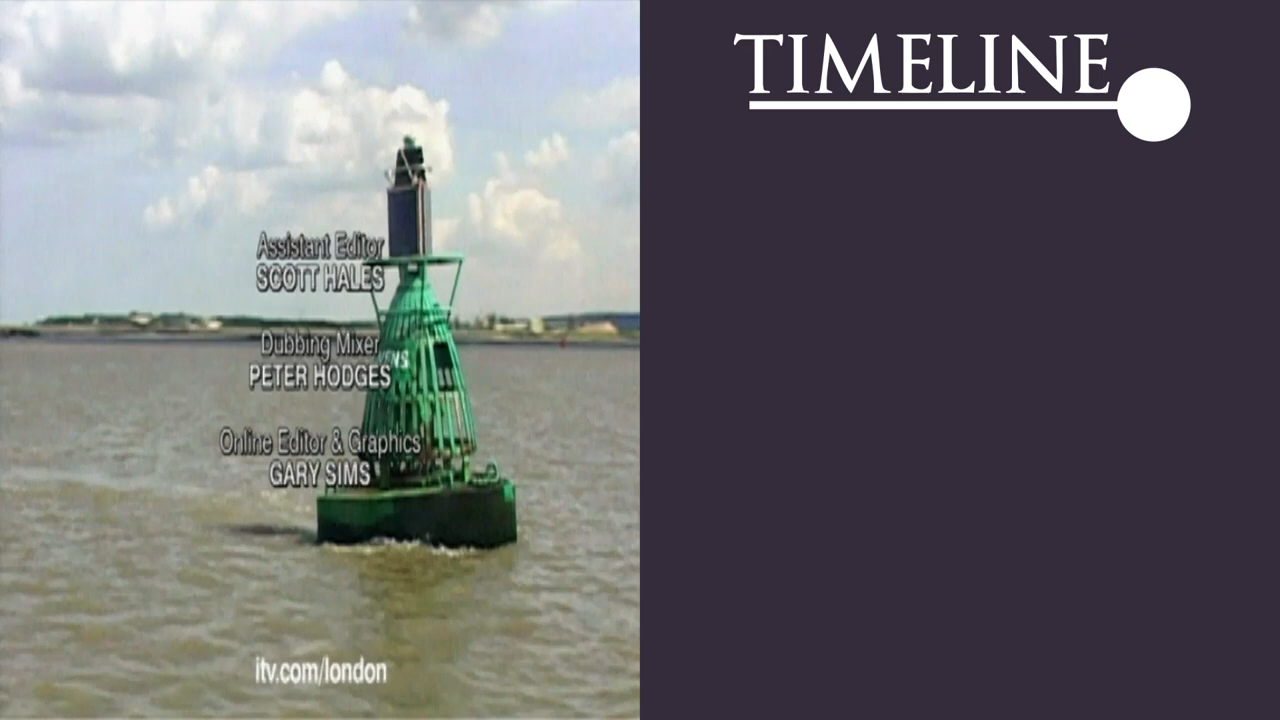 Assistant Editor
SCOTT HALES
Dubbing Mixer
PETER HODGES
Online Editor & Graphics
GARY SIMS
itv.com/london
TIMELINE